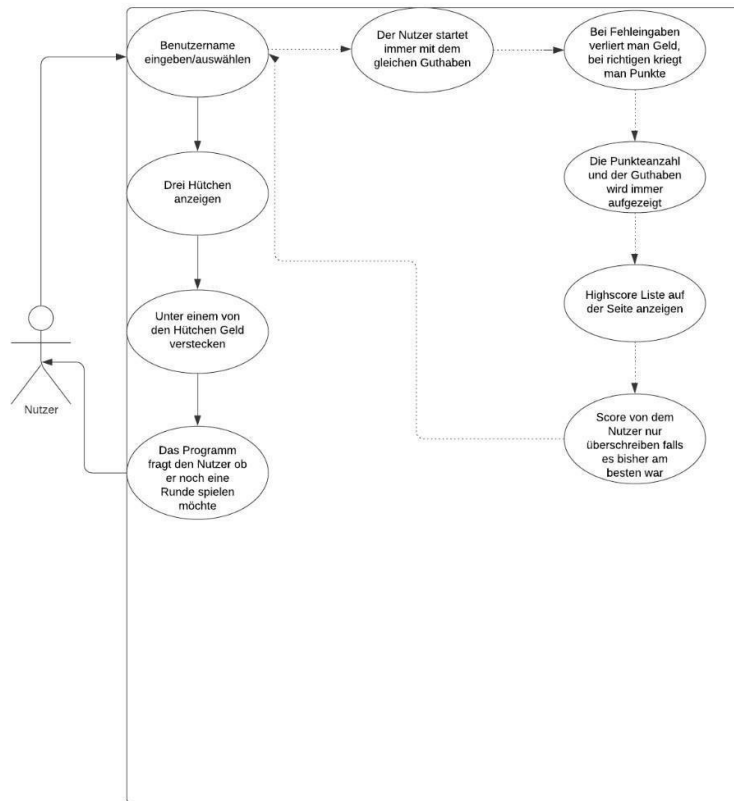 Benutzername
eingeben/auswählen
Der Nutzer startet
immer mit dem
gleichen Guthaben
Bei Fehleingaben
verliert man Geld,
bei richtigen kriegt
man Punkte
Drei Hütchen
anzeigen
Die Punkteanzahl
und der Guthaben
wird immer
aufgezeigt
Unter einem von
den Hütchen Geld
verstecken
Highscore Liste auf
der Seite anzeigen
Nutzer
Das Programm
fragt den Nutzer ob
er noch eine
Runde spielen
möchte
Score von dem
Nutzer nur
überschreiben falls
es bisher am
besten war